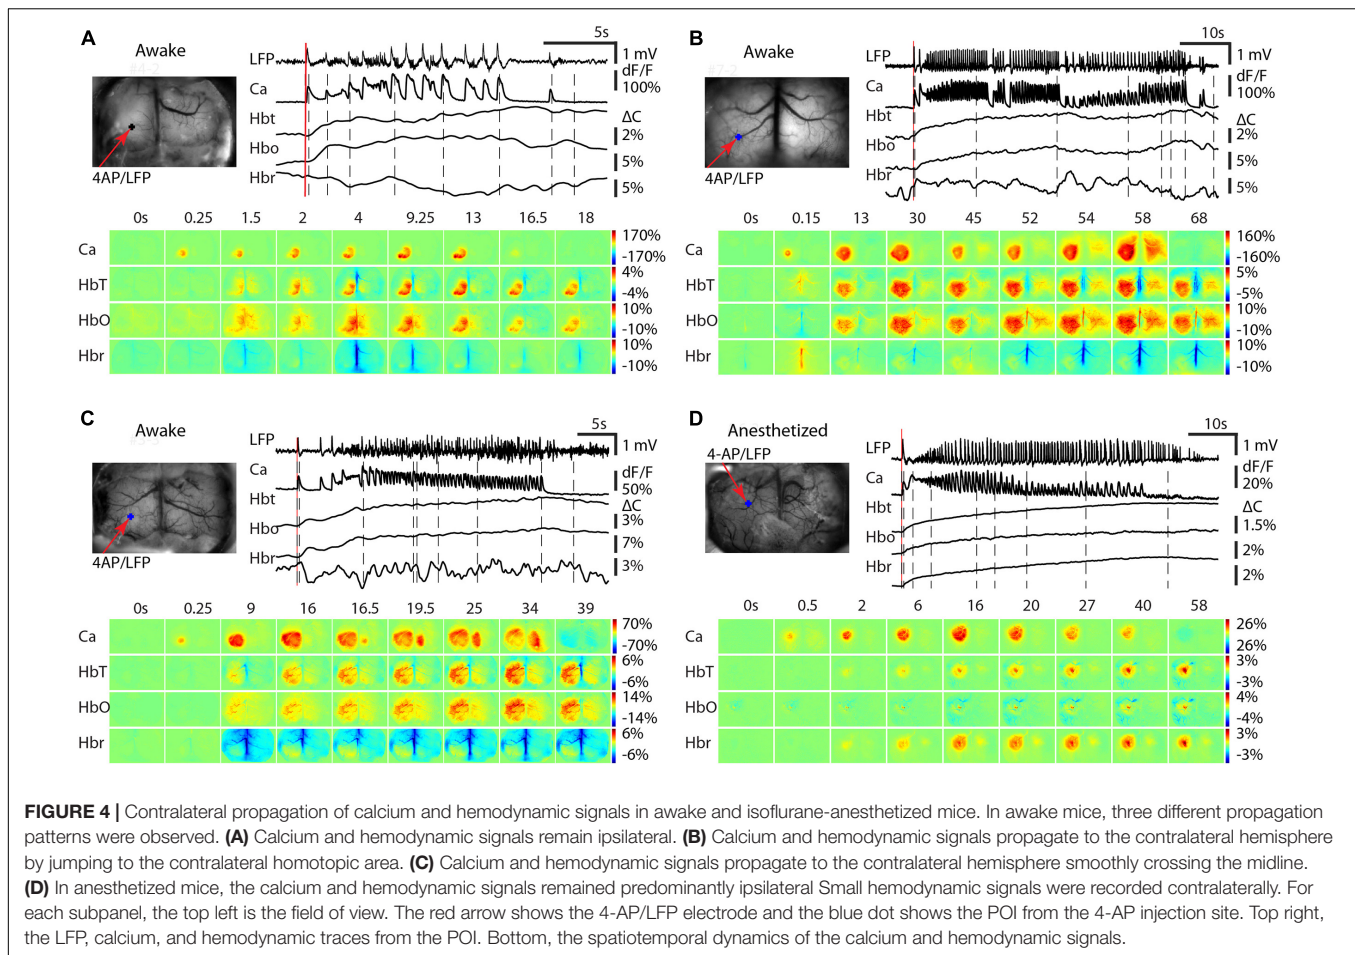 A
Awake
#4-2
4AP/LFP
5s
LFP
1 mV
dF/F
Ca
100%
Hbt
ΔC
2%
Hbo
5%
Hbr
5%
0s 0.25 1.5 2 4 9.25 13 16.5 18
Ca
170%
-170%
HbT
4%
-4%
HbO
10%
-10%
Hbr
10%
-10%
B
Awake
#7-2
4AP/LFP
10s
LFP
1 mV
dF/F
Ca
100%
Hbt
ΔC
2%
Hbo
5%
Hbr
5%
0s 0.15 13 30 45 52 54 58 68
Ca
160%
-160%
HbT
5%
-5%
HbO
10%
-10%
Hbr
10%
-10%
C
Awake
4AP/LFP
5s
LFP
1 mV
Ca
dF/F
50%
Hbt
ΔC
3%
Hbo
7%
Hbr
3%
0s 0.25 9 16 16.5 19.5 25 34 39
Ca
70%
-70%
HbT
6%
-6%
HbO
14%
-14%
Hbr
6%
-6%
D
Anesthetized
4-AP/LFP
10s
LFP
1 mV
dF/F
Ca
20%
Hbt
ΔC
1.5%
Hbo
2%
Hbr
2%
0s 0.5 2 6 16 20 27 40 58
Ca
26%
26%
HbT
3%
-3%
HbO
4%
-4%
Hbr
3%
-3%
FIGURE 4 | Contralateral propagation of calcium and hemodynamic signals in awake and isoflurane-anesthetized mice. In awake mice, three different propagation
patterns were observed. (A) Calcium and hemodynamic signals remain ipsilateral. (B) Calcium and hemodynamic signals propagate to the contralateral hemisphere
by jumping to the contralateral homotopic area. (C) Calcium and hemodynamic signals propagate to the contralateral hemisphere smoothly crossing the midline.
(D) In anesthetized mice, the calcium and hemodynamic signals remained predominantly ipsilateral Small hemodynamic signals were recorded contralaterally. For
each subpanel, the top left is the field of view. The red arrow shows the 4-AP/LFP electrode and the blue dot shows the POI from the 4-AP injection site. Top right,
the LFP, calcium, and hemodynamic traces from the POI. Bottom, the spatiotemporal dynamics of the calcium and hemodynamic signals.